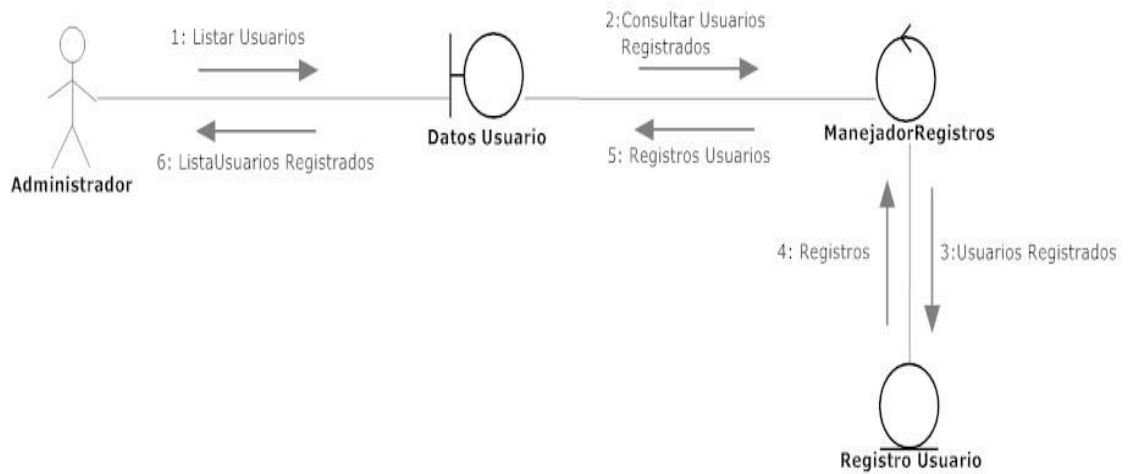 1: Listar Usuarios
2:Consultar Usuarios
Registrados
Datos Usuario
ManejadorRegistros
6: ListaUsuarios Registrados
5: Registros Usuarios
Administrador
4: Registros
3:Usuarios Registrados
Registro Usuario